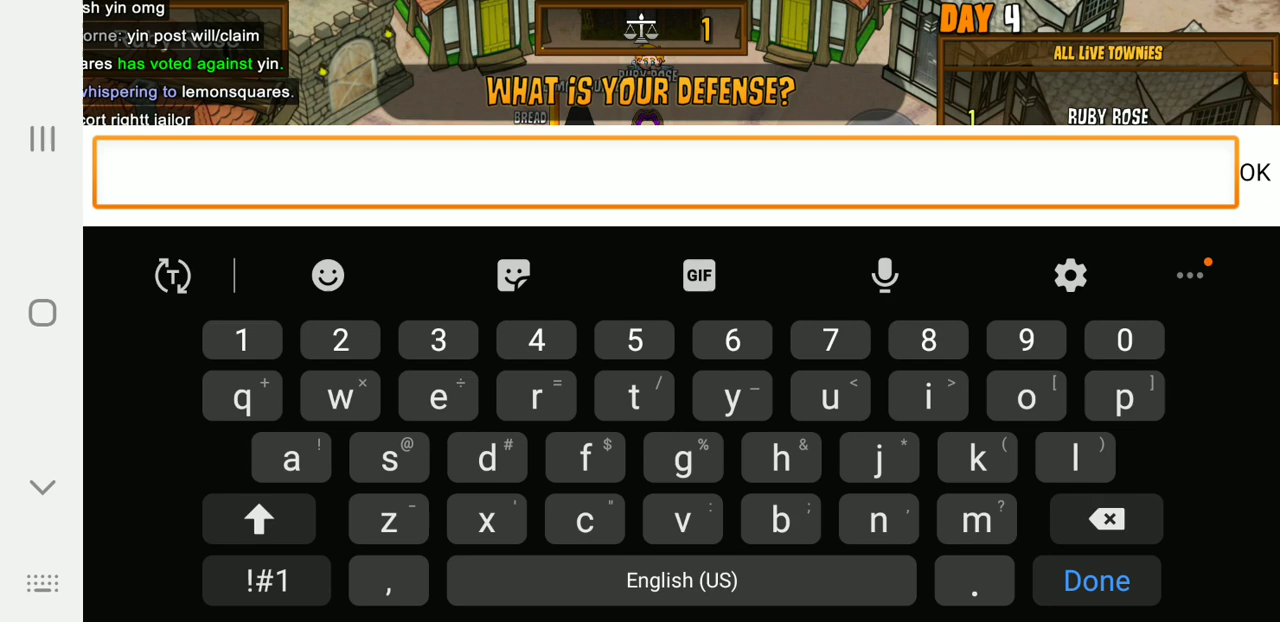 sh yin omg
orne: yin post will/claim
ares has voted against yin.
whispering to lemonsquares.
cort rightt jailor
1
WHAT iS YOUR DEFENSE?
BREAD
DAY 4
ALL LIVE TOWNIES
1 RUBY ROSE
OK
T
GIF
1 2 3 4 5 6 7 8 9 0
q + w × e ÷ r = t / y _ u < i > o [ p ]
a ! s @ d # f $ g % h & j * k ( l )
z - x ' c " v : b ; n , m ?
!#1 , English (US) . Done